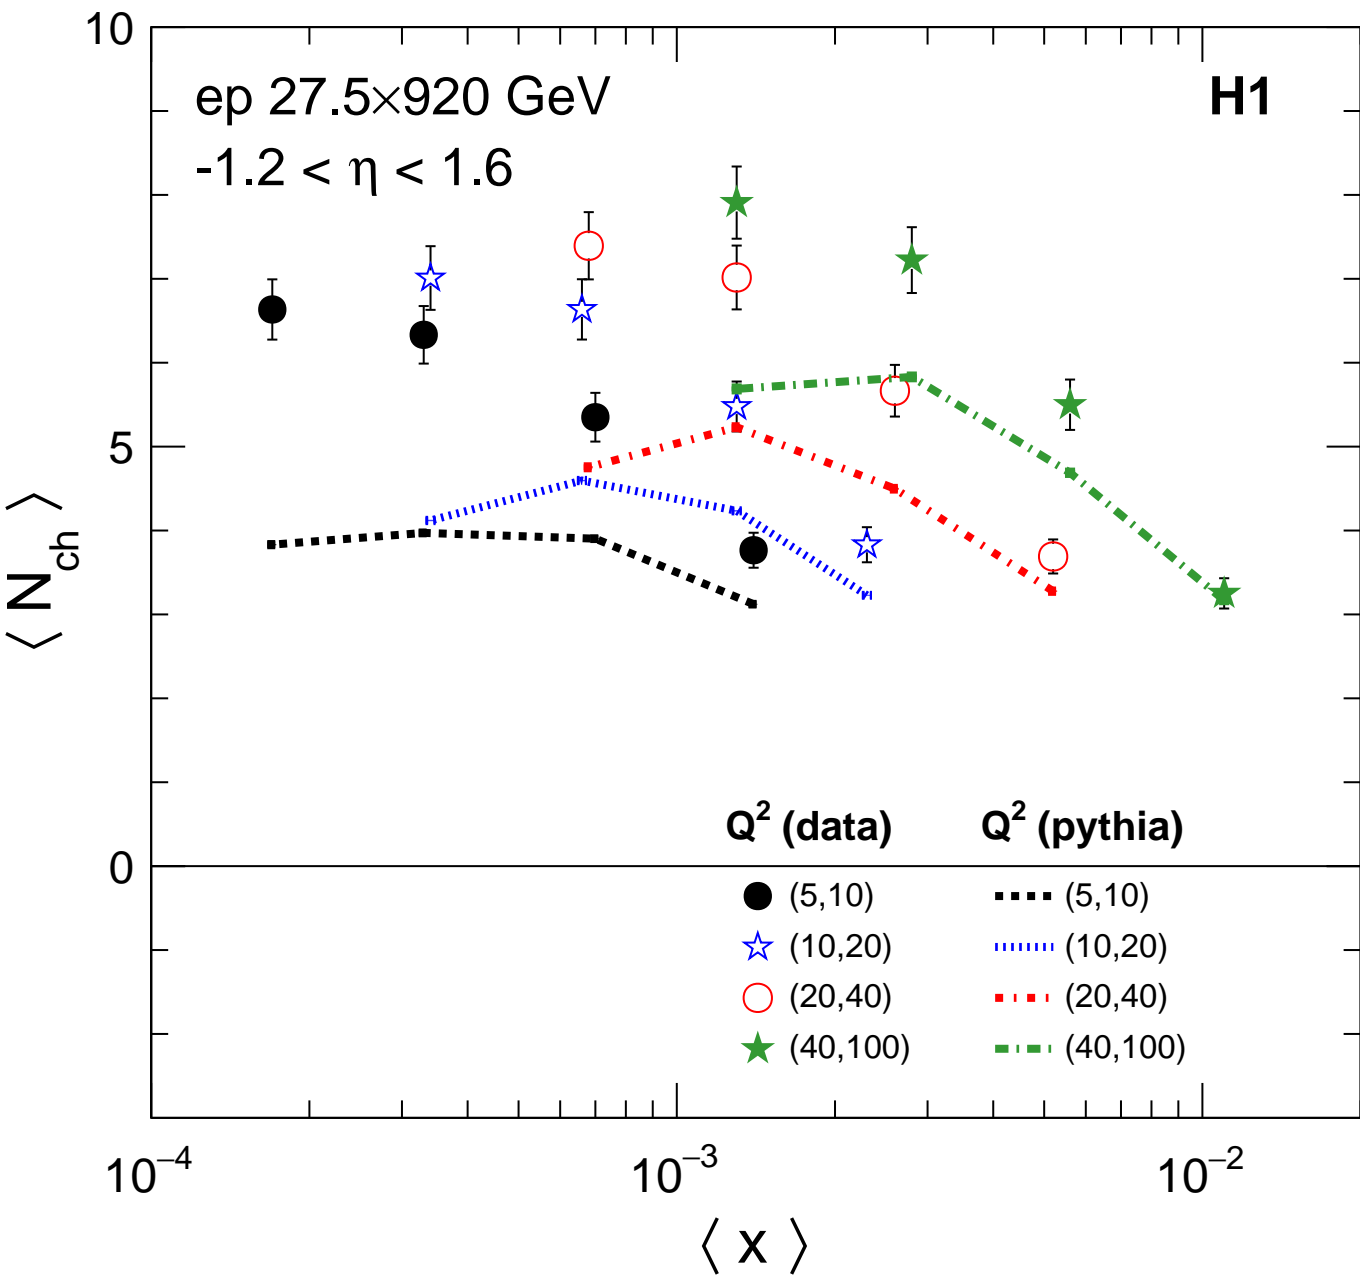 10
ep 27.5×920 GeV
H1
-1.2 < η < 1.6
5
⟨ N_ch ⟩
Q² (data) Q² (pythia)
0
(5,10) (5,10)
(10,20) (10,20)
(20,40) (20,40)
(40,100) (40,100)
10⁻⁴ 10⁻³ 10⁻²
⟨ x ⟩